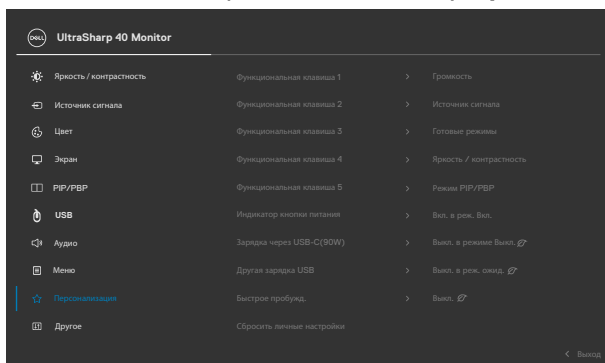 DELL UltraSharp 40 Monitor
Яркость / контрастность Функциональная клавиша 1 > Громкость
Источник сигнала Функциональная клавиша 2 > Источник сигнала
Цвет Функциональная клавиша 3 > Готовые режимы
Экран Функциональная клавиша 4 > Яркость / контрастность
PIP/PBP Функциональная клавиша 5 > Режим PIP/PBP
USB Индикатор кнопки питания > Вкл. в реж. Вкл.
Аудио Зарядка через USB-C(90W) > Выкл. в режиме Выкл.
Меню Другая зарядка USB > Выкл. в реж. ожид.
Персонализация Быстрое пробужд. > Выкл.
Другое Сбросить личные настройки
< Выход